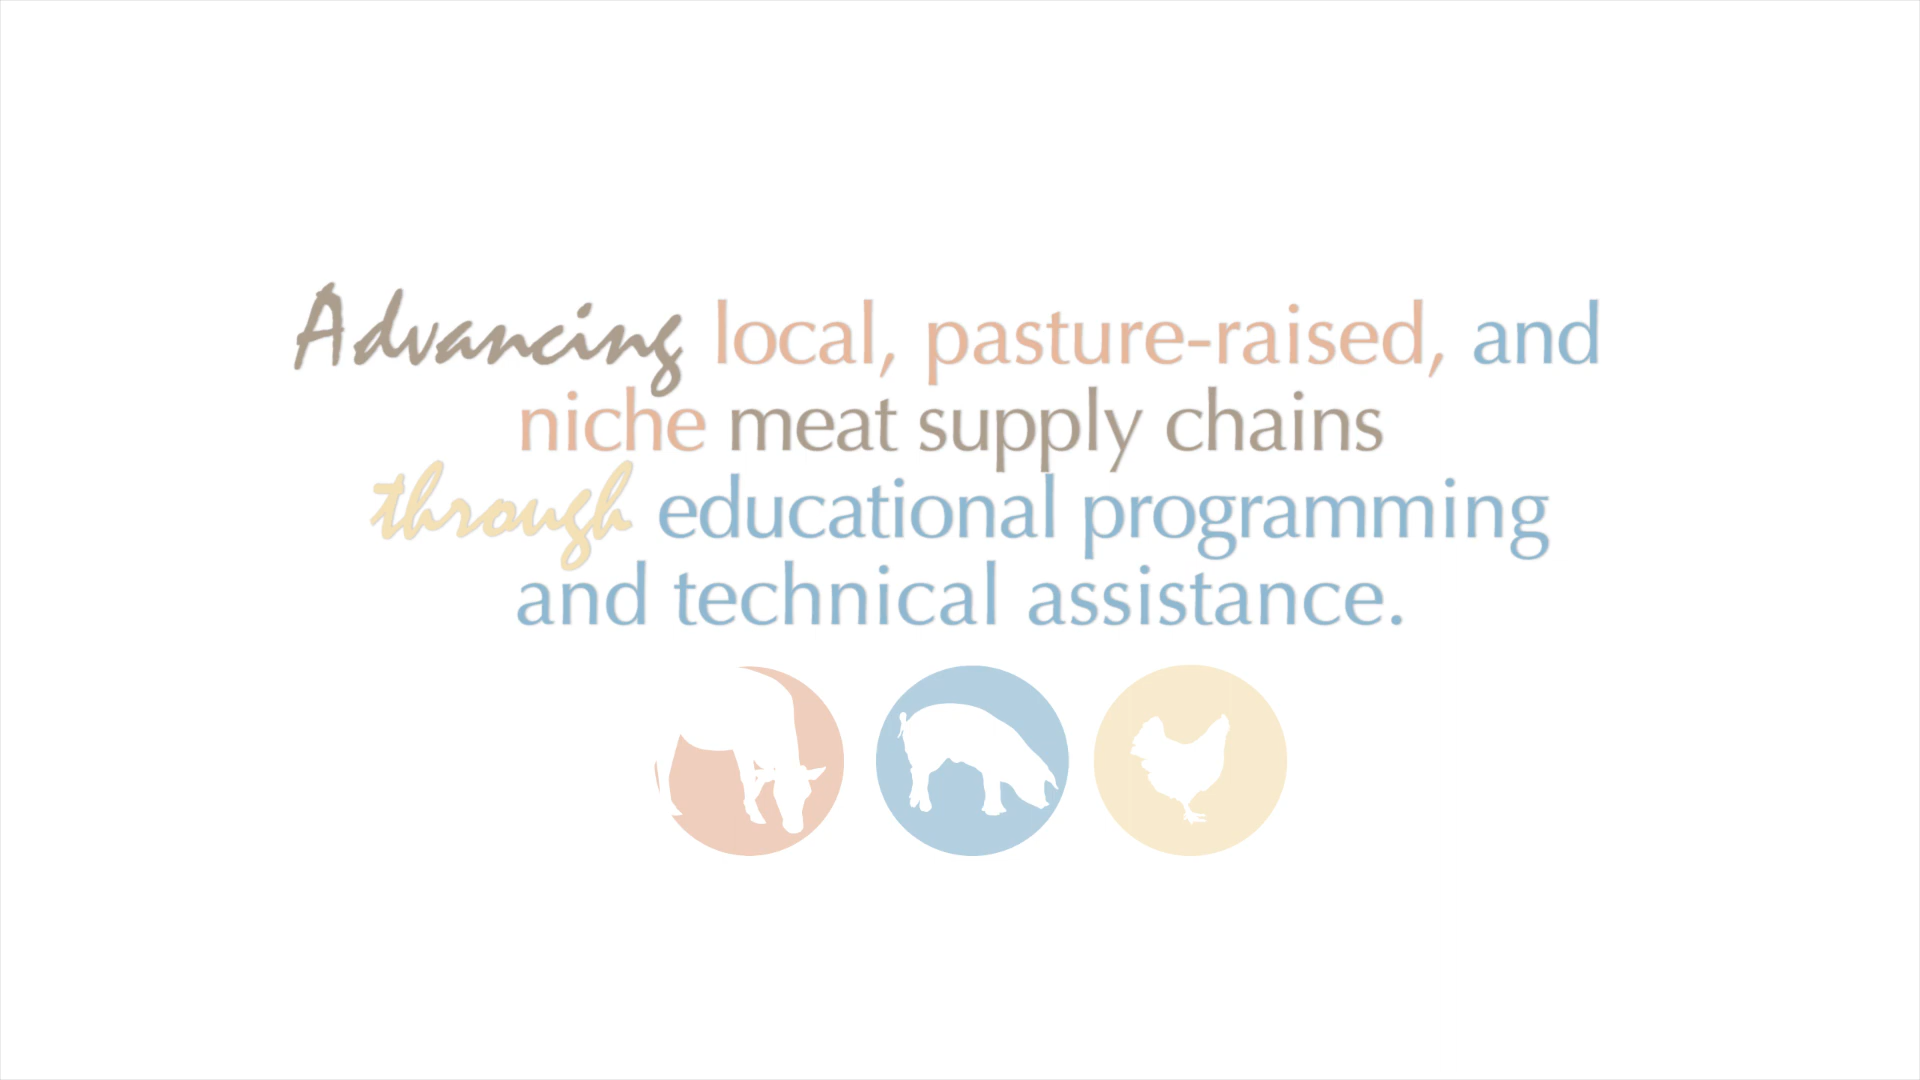 Advancing local, pasture-raised, and
niche meat supply chains
through educational programming
and technical assistance.